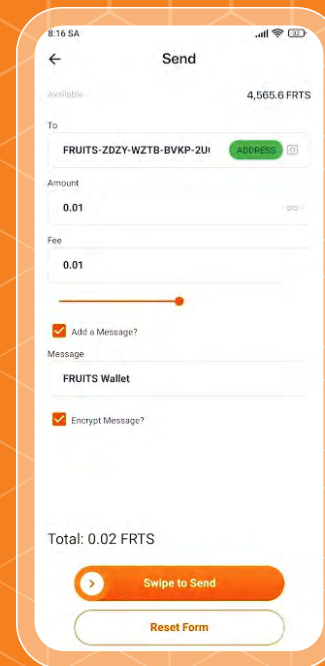 8:16 SA
Send
Available
4,565.6 FRTS
To
FRUITS-ZDZY-WZTB-BVKP-2U
ADDRESS
Amount
0.01
Fee
0.01
Add a Message?
Message
FRUITS Wallet
Encrypt Message?
Total: 0.02 FRTS
Swipe to Send
Reset Form